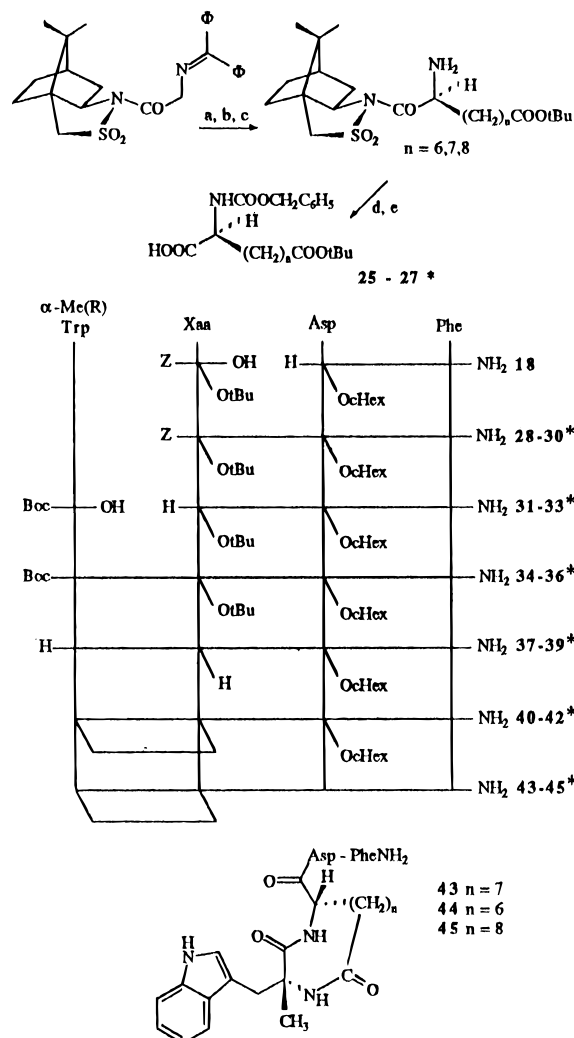 Φ
N
Φ
N
CO
SO₂
a, b, c
NH₂
H
N
CO
(CH₂)ₙCOOtBu
SO₂
n = 6,7,8
d, e
NHCOOCH₂C₆H₅
H
HOOC
(CH₂)ₙCOOtBu
25 - 27 *
α-Me(R) Xaa Asp Phe
Trp
Z OH H NH₂ 18
OtBu OcHex
Z NH₂ 28-30*
OtBu OcHex
Boc OH H NH₂ 31-33*
OtBu OcHex
Boc NH₂ 34-36*
OtBu OcHex
H NH₂ 37-39*
H OcHex
NH₂ 40-42*
OcHex
NH₂ 43-45*
Asp - PheNH₂
O H
(CH₂)ₙ
43 n = 7
44 n = 6
45 n = 8
H
N
O
NH
NH
C
O
CH₃